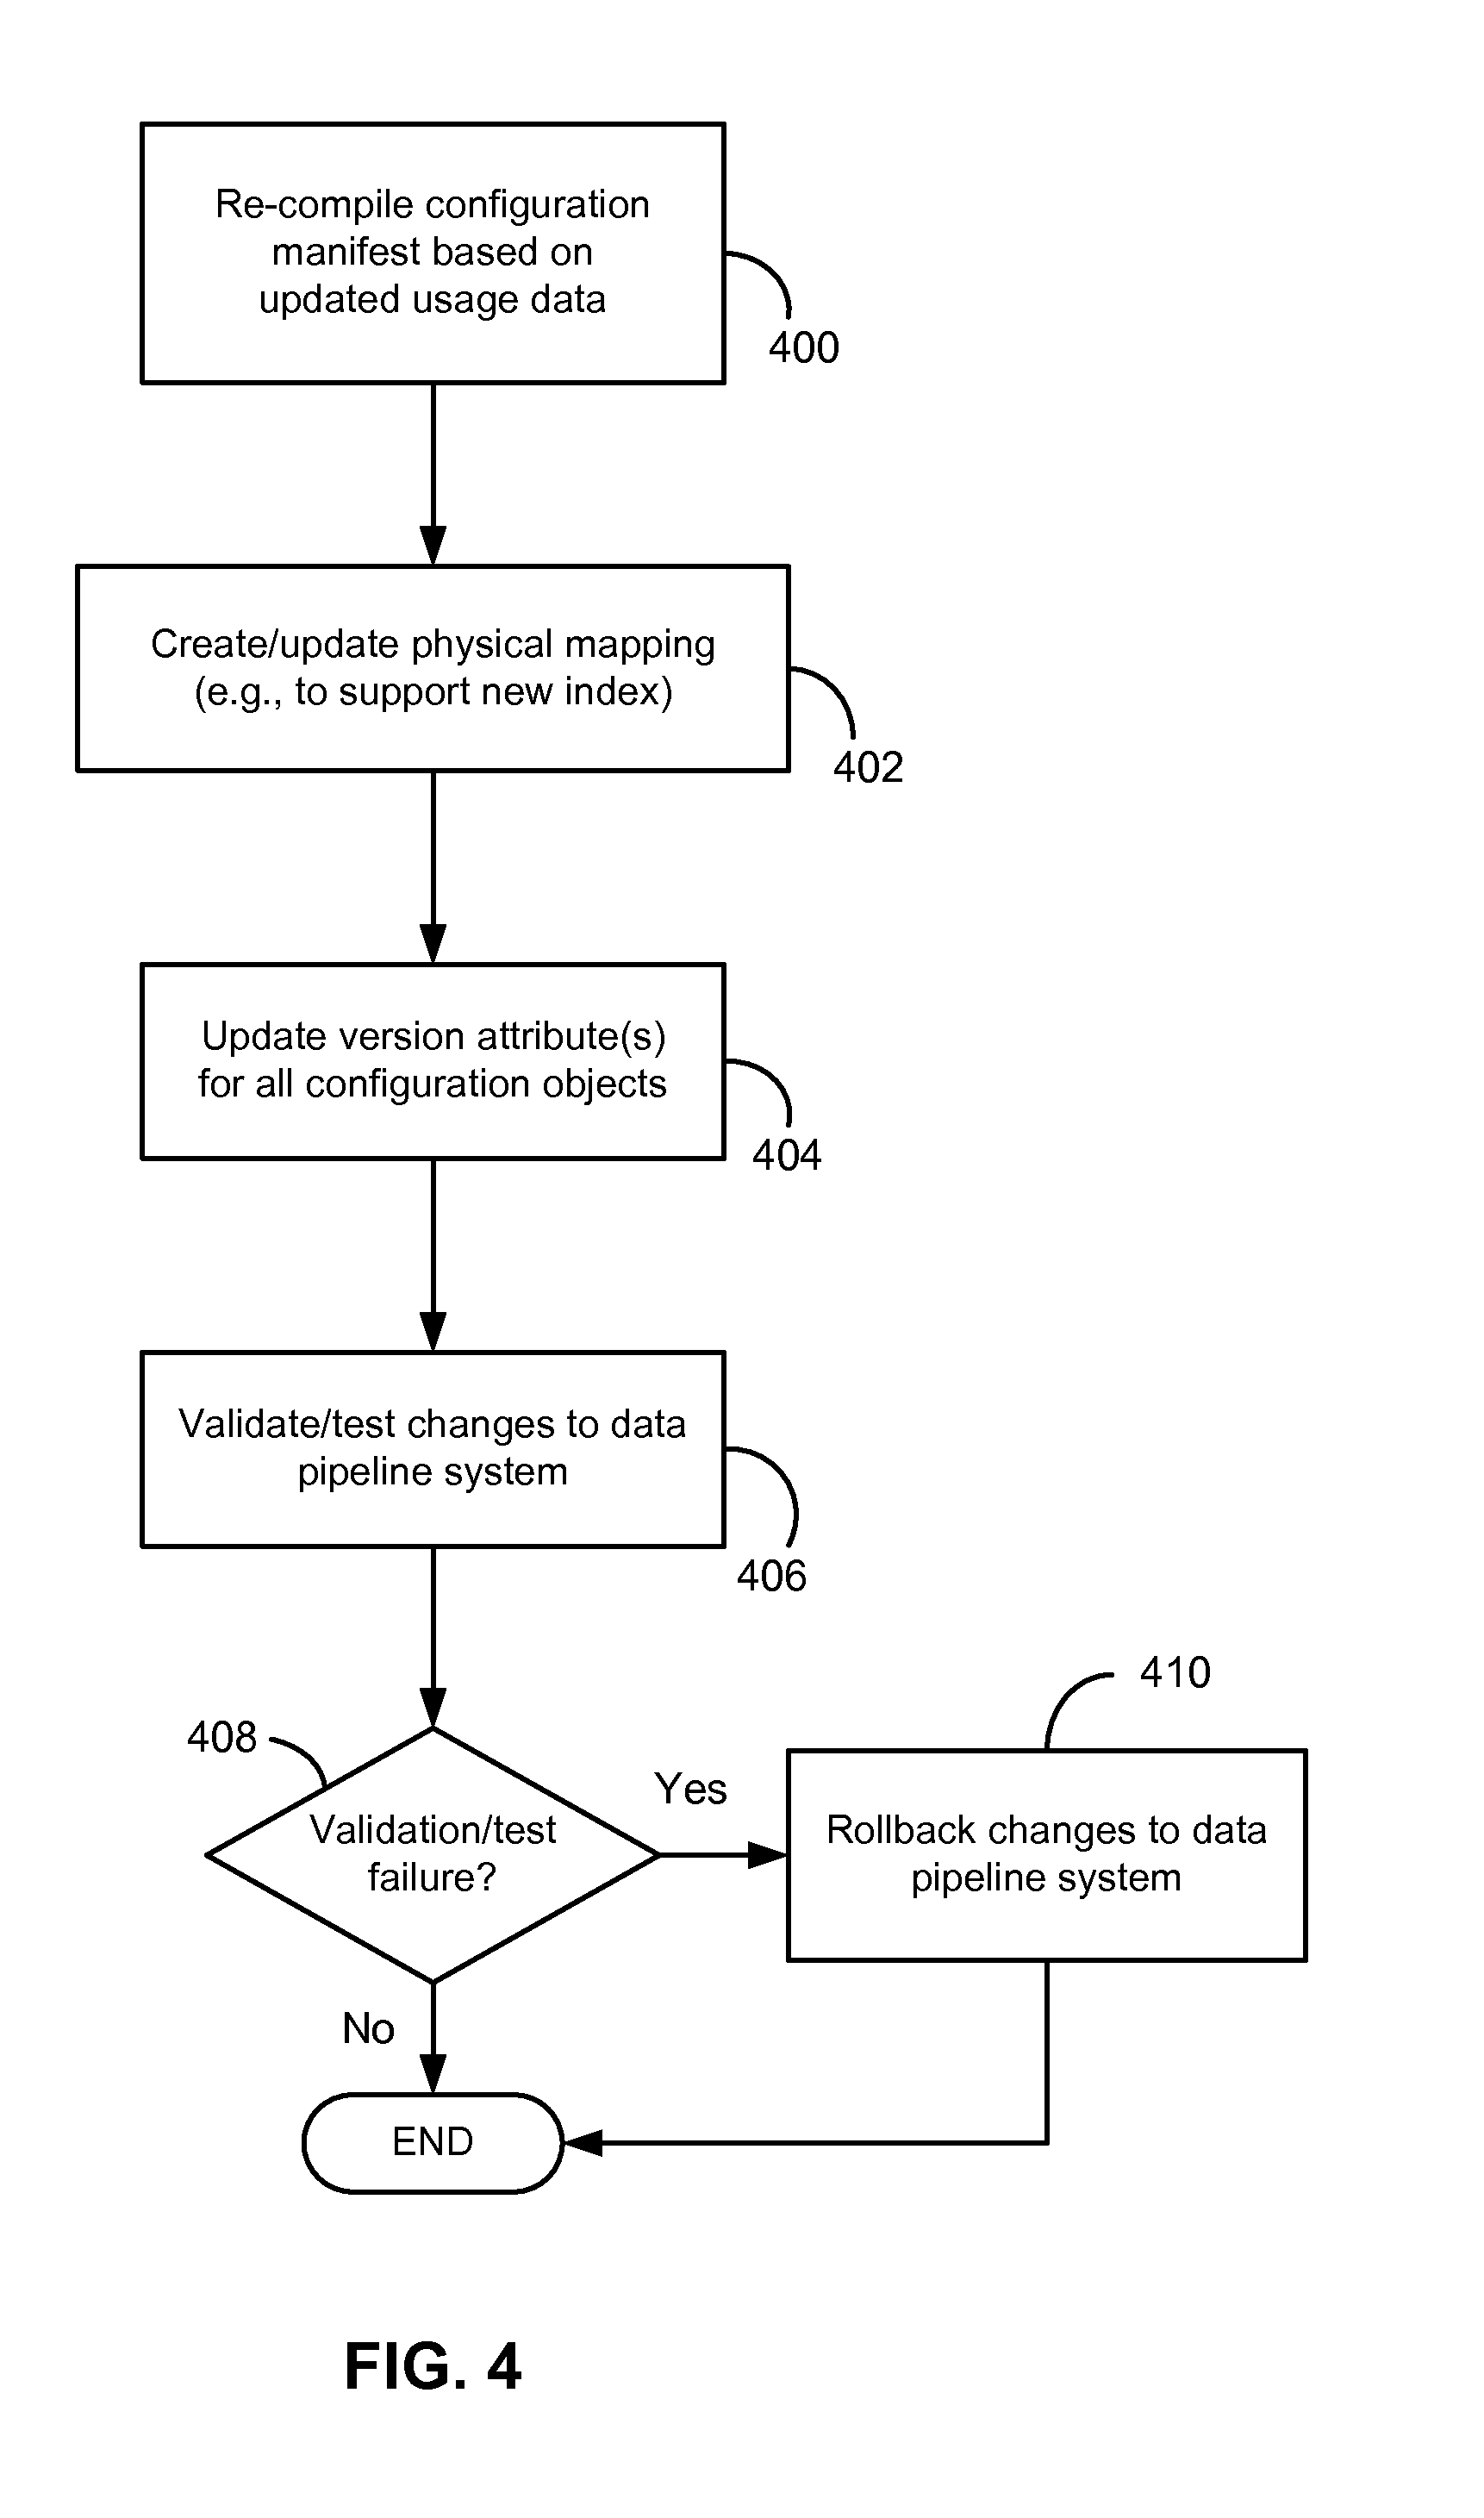 Re-compile configuration
manifest based on
updated usage data
400
Create/update physical mapping
(e.g., to support new index)
402
Update version attribute(s)
for all configuration objects
404
Validate/test changes to data
pipeline system
406
408
Validation/test
failure?
Yes
410
Rollback changes to data
pipeline system
No
END
FIG. 4